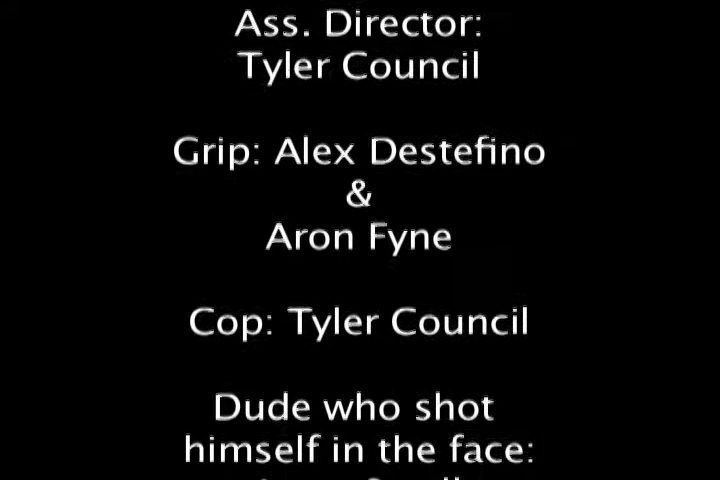 Ass. Director:
Tyler Council
Grip: Alex Destefino
&
Aron Fyne
Cop: Tyler Council
Dude who shot
himself in the face: